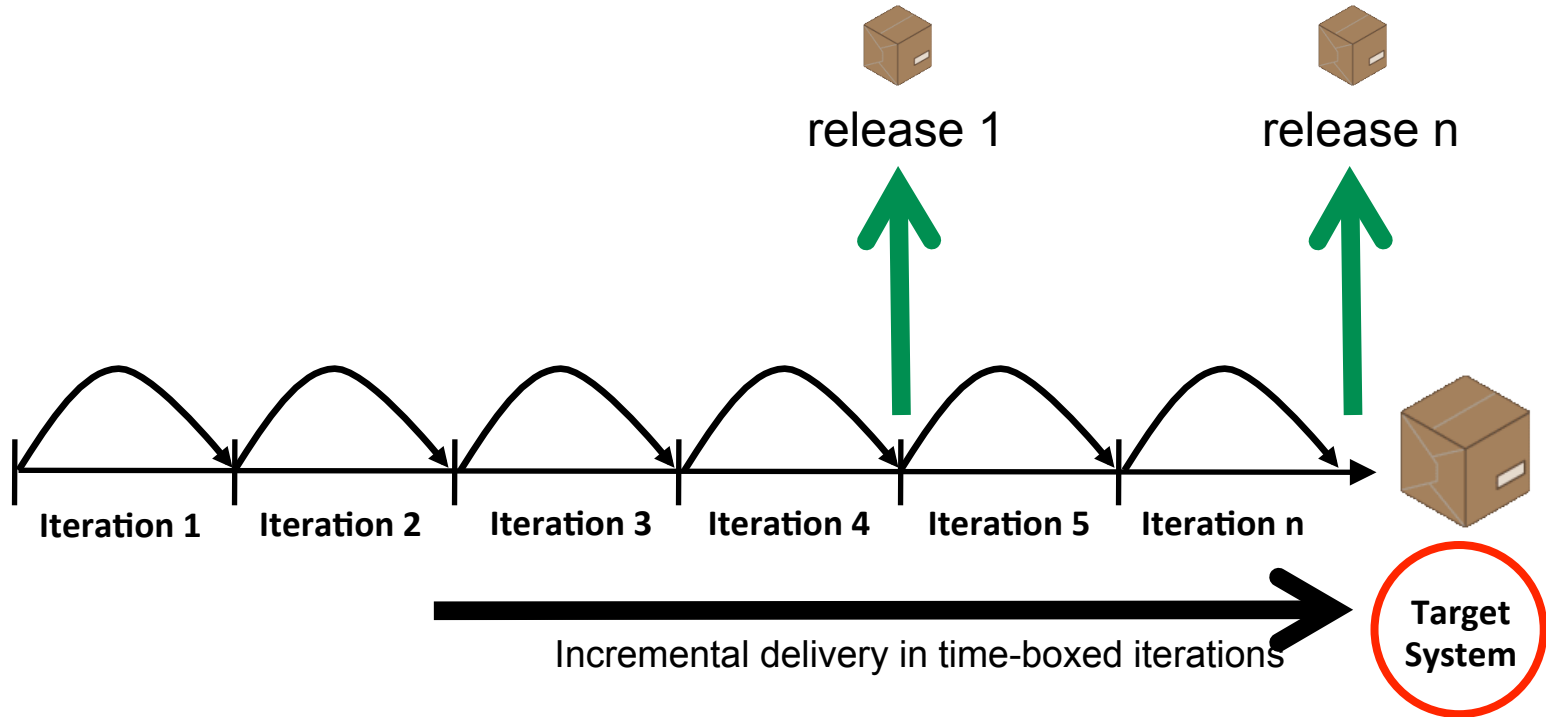 release 1
release n
Iteration 1
Iteration 2
Iteration 3
Iteration 4
Iteration 5
Iteration n
Incremental delivery in time-boxed iterations
Target
System